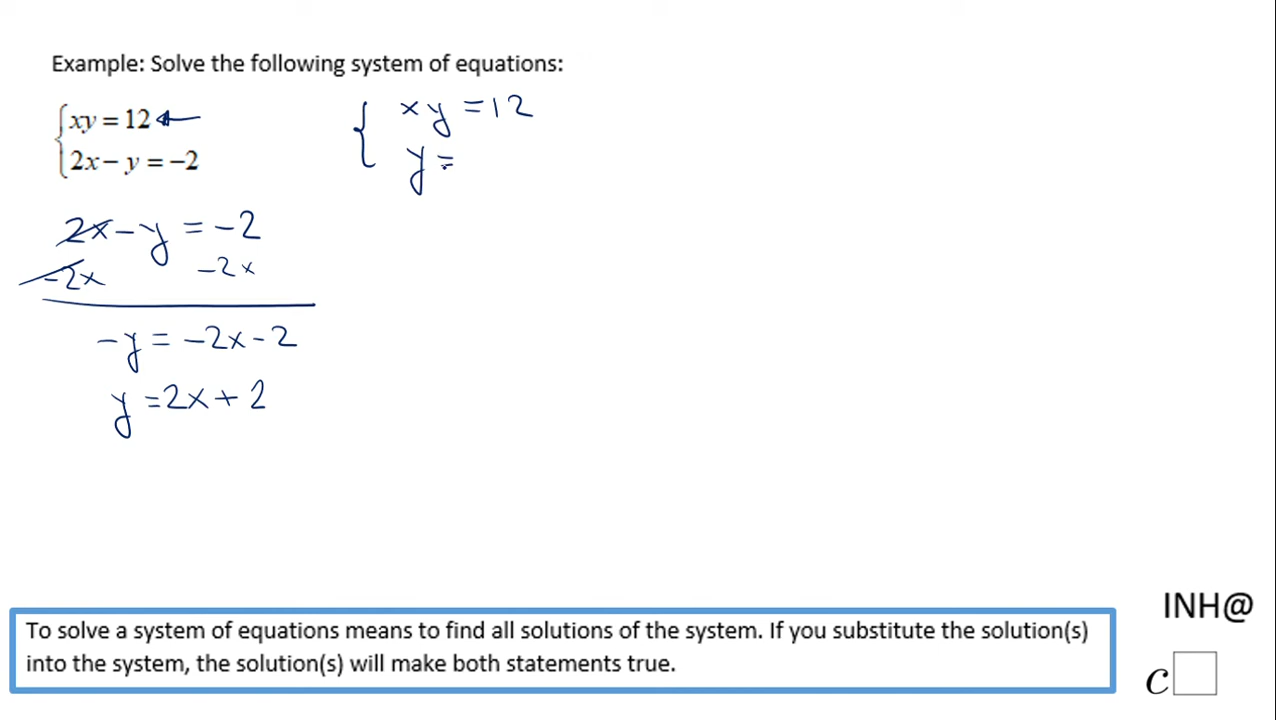 Example: Solve the following system of equations:
xy = 12
2x − y = −2
xy = 12
y =
2x − y = −2
−2x −2x
−y = −2x − 2
y = 2x + 2
To solve a system of equations means to find all solutions of the system. If you substitute the solution(s)
into the system, the solution(s) will make both statements true.
INH@
c